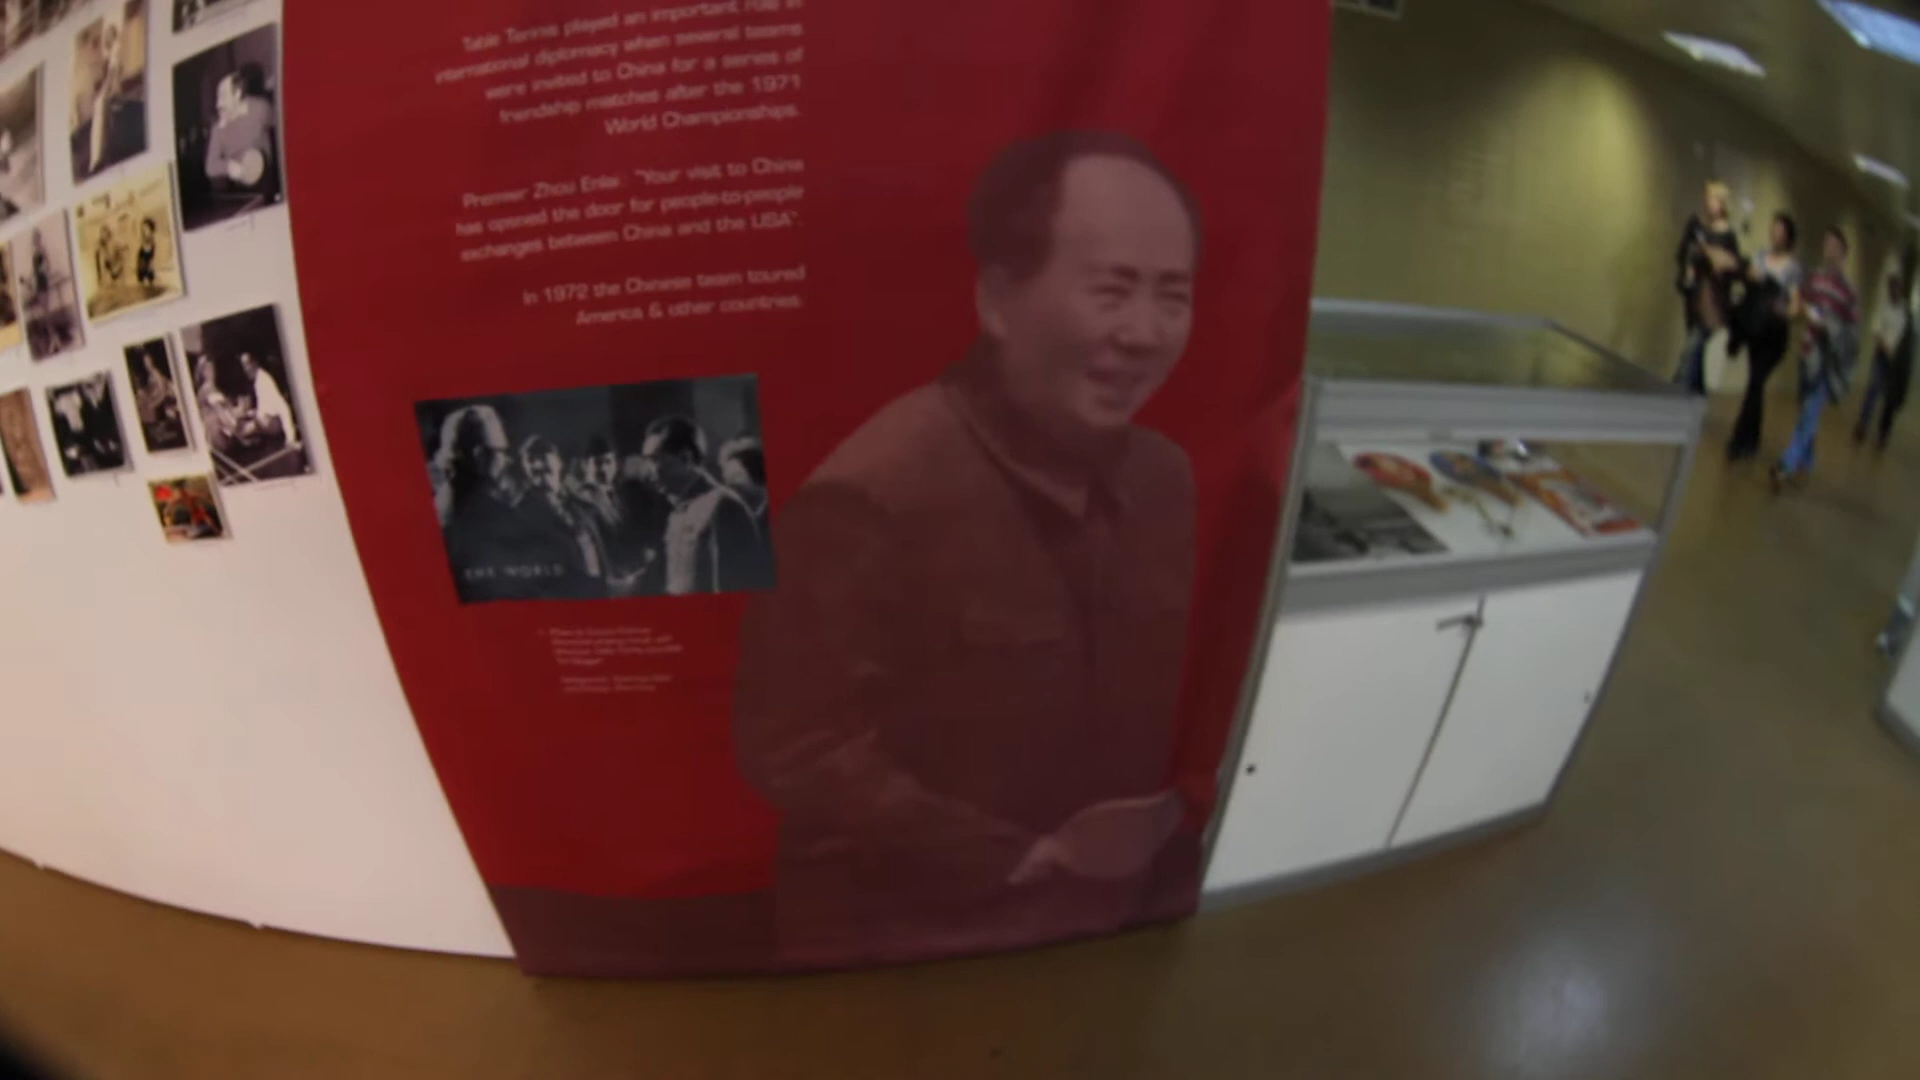 Table Tennis played an important role in
international diplomacy when several teams
were invited to China for a series of
friendship matches after the 1971
World Championships.
Premier Zhou Enlai: "Your visit to China
has opened the door for people-to-people
exchanges between China and the USA".
In 1972 the Chinese team toured
America & other countries.
THE WORLD